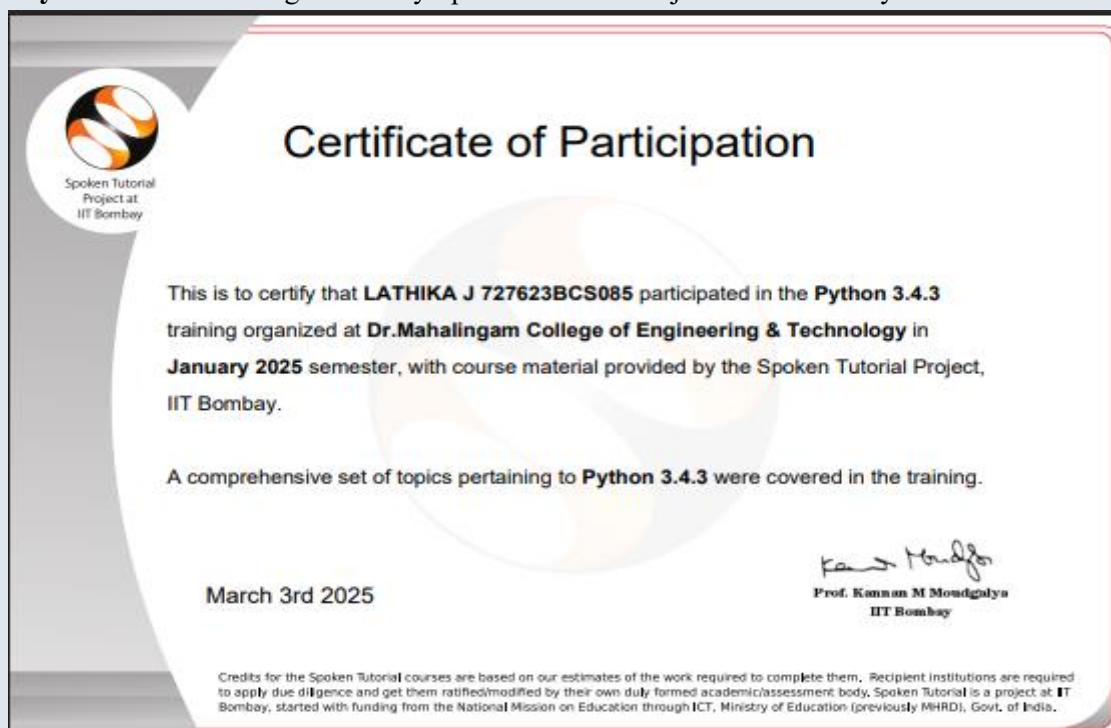 Spoken Tutorial
Project at
IIT Bombay
Certificate of Participation
This is to certify that LATHIKA J 727623BCS085 participated in the Python 3.4.3
training organized at Dr.Mahalingam College of Engineering & Technology in
January 2025 semester, with course material provided by the Spoken Tutorial Project,
IIT Bombay.
A comprehensive set of topics pertaining to Python 3.4.3 were covered in the training.
March 3rd 2025
Prof. Kannan M Moudgalya
IIT Bombay
Credits for the Spoken Tutorial courses are based on our estimates of the work required to complete them. Recipient institutions are required
to apply due diligence and get them ratified/modified by their own duly formed academic/assessment body. Spoken Tutorial is a project at IIT
Bombay, started with funding from the National Mission on Education through ICT, Ministry of Education (previously MHRD), Govt. of India.